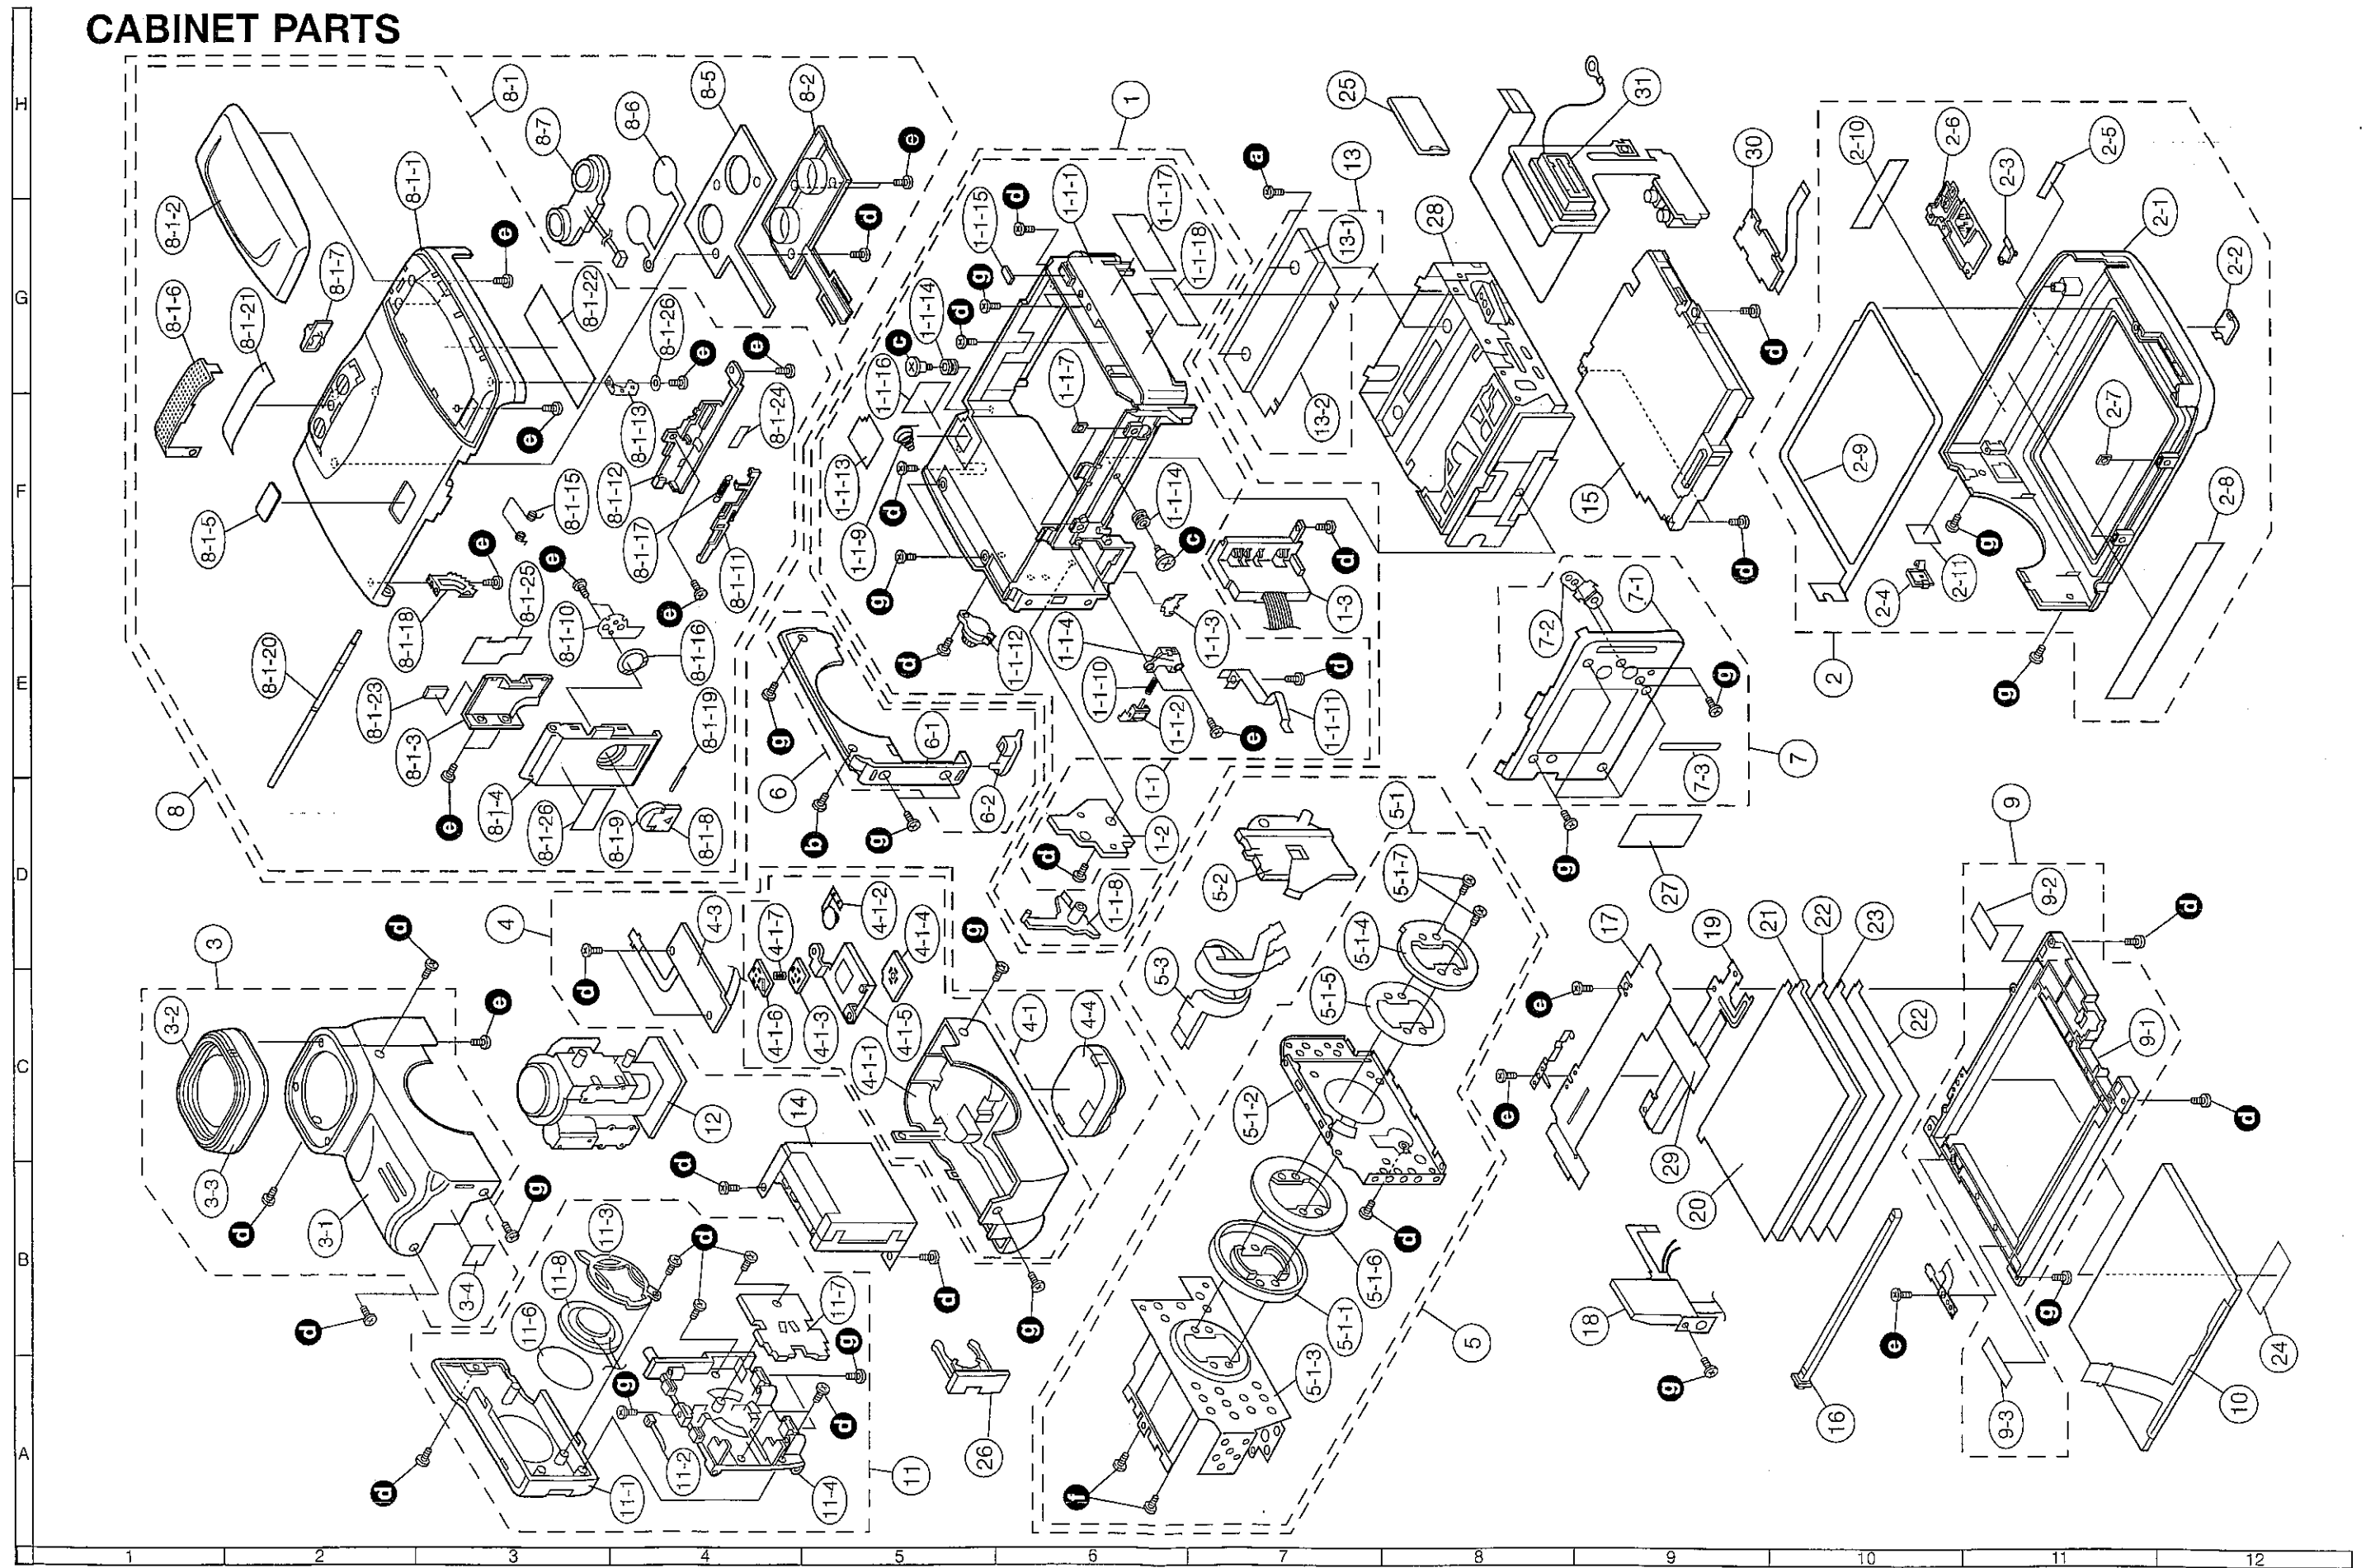 CABINET PARTS
H
G
F
E
D
C
B
A
1
2
3
4
5
6
7
8
9
10
11
12
8-1-2
8-1-6
8-1-21
8-1-7
8-1-1
8-1
8-7
8-6
8-5
8-2
e
d
e
8-1-22
8-1-26
e
e
8-1-13
8-1-24
e
8-1-5
8-1-12
8-1-15
8-1-17
8-1-11
e
e
e
8-1-18
8-1-25
8-1-10
8-1-16
8-1-20
8-1-23
8-1-3
8-1-19
8-1-4
8-1-26
8-1-9
8-1-8
e
8
1
1-1-15
d
1-1-1
1-1-17
1-1-18
g
d
1-1-14
c
1-1-16
1-1-7
1-1-13
1-1-9
d
g
1-1-14
c
d
1-3
1-1-12
d
1-1-4
1-1-3
1-1-10
1-1-2
e
d
1-1-11
1-1
1-2
d
1-1-8
6
6-1
6-2
g
b
g
a
13
13-1
13-2
25
31
30
28
15
d
d
2-10
2-6
2-3
2-5
2-1
2-2
2-9
2-7
2-8
2-11
2-4
g
g
2
7-1
7-2
7-3
7
g
g
27
3
3-2
3-3
3-1
3-4
d
e
d
g
d
4
4-3
4-1-7
4-1-2
4-1-4
4-1-6
4-1-3
4-1-5
4-1-1
4-1
4-4
d
g
12
14
d
d
g
5-1
5-2
5-3
5-1-7
5-1-4
5-1-5
5-1-2
d
5-1-6
5-1-1
5-1-3
5
f
26
11-3
11-8
11-6
11-7
d
g
g
d
11-2
11-4
11-1
11
d
17
19
21
22
23
22
e
e
29
20
18
g
16
9
9-2
9-1
d
d
g
e
9-3
24
10